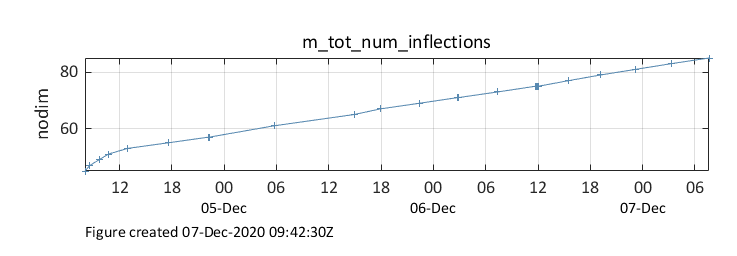 m_tot_num_inflections
nodim
80
60
12 18 00 06 12 18 00 06 12 18 00 06
05-Dec 06-Dec 07-Dec
Figure created 07-Dec-2020 09:42:30Z